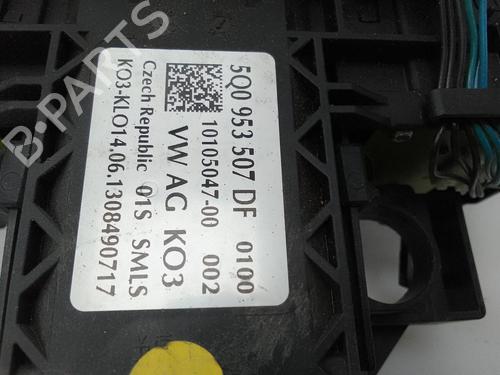 B-PARTS
5Q0 953 507 DF 0100
10105047-00 002
VW AG KO3
Czech Republic 01S SMLS
KO3-KLO14.06.1308490717